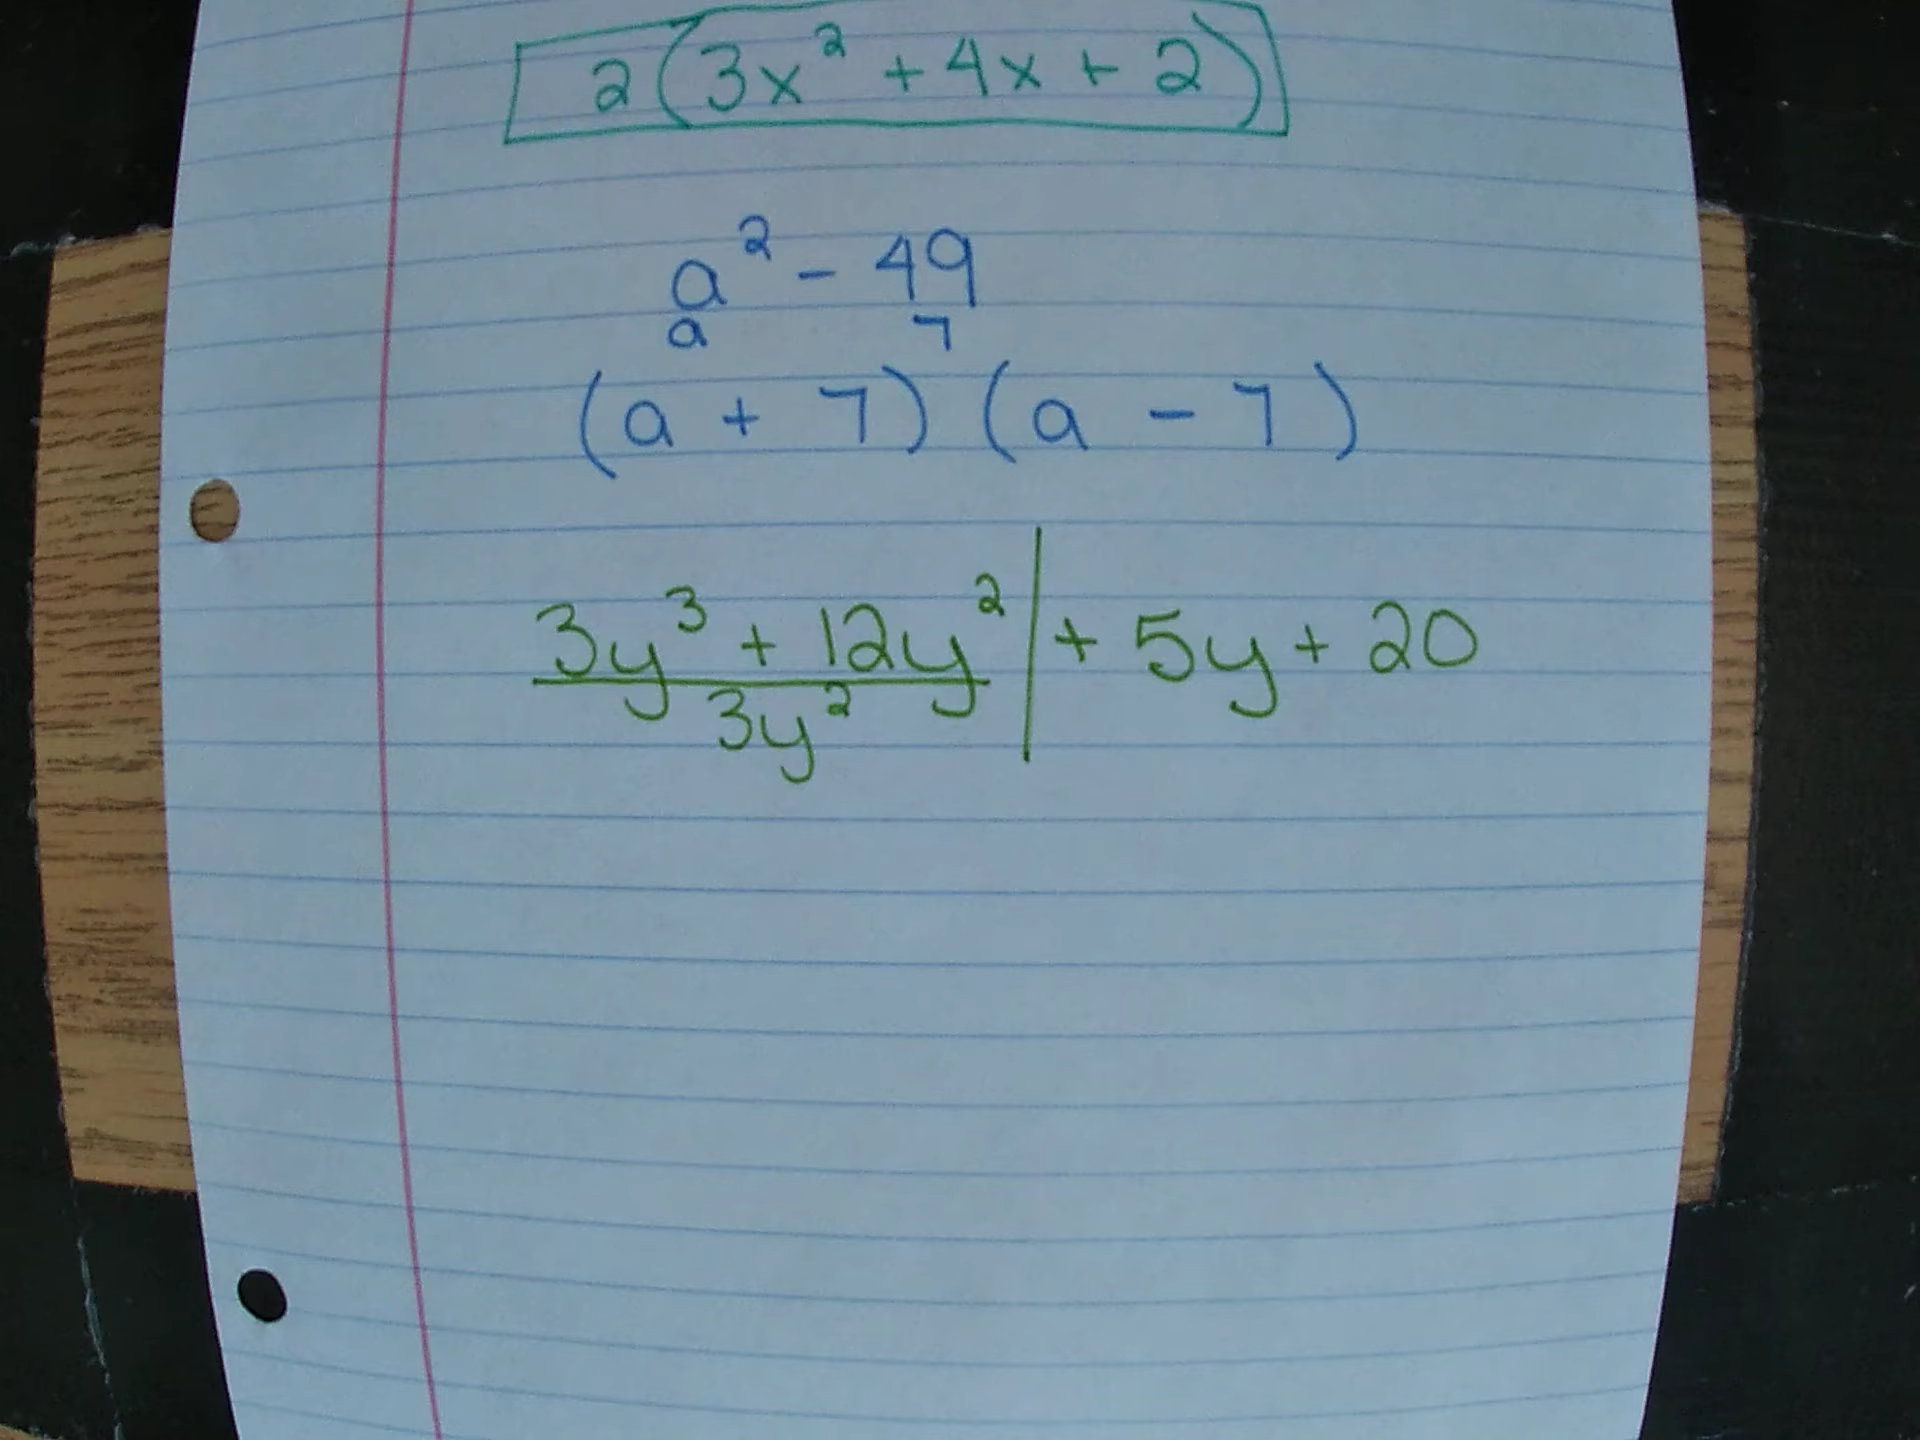 2(3x² + 4x + 2)
a² - 49
a 7
(a + 7)(a - 7)
3y³ + 12y² | + 5y + 20
3y²